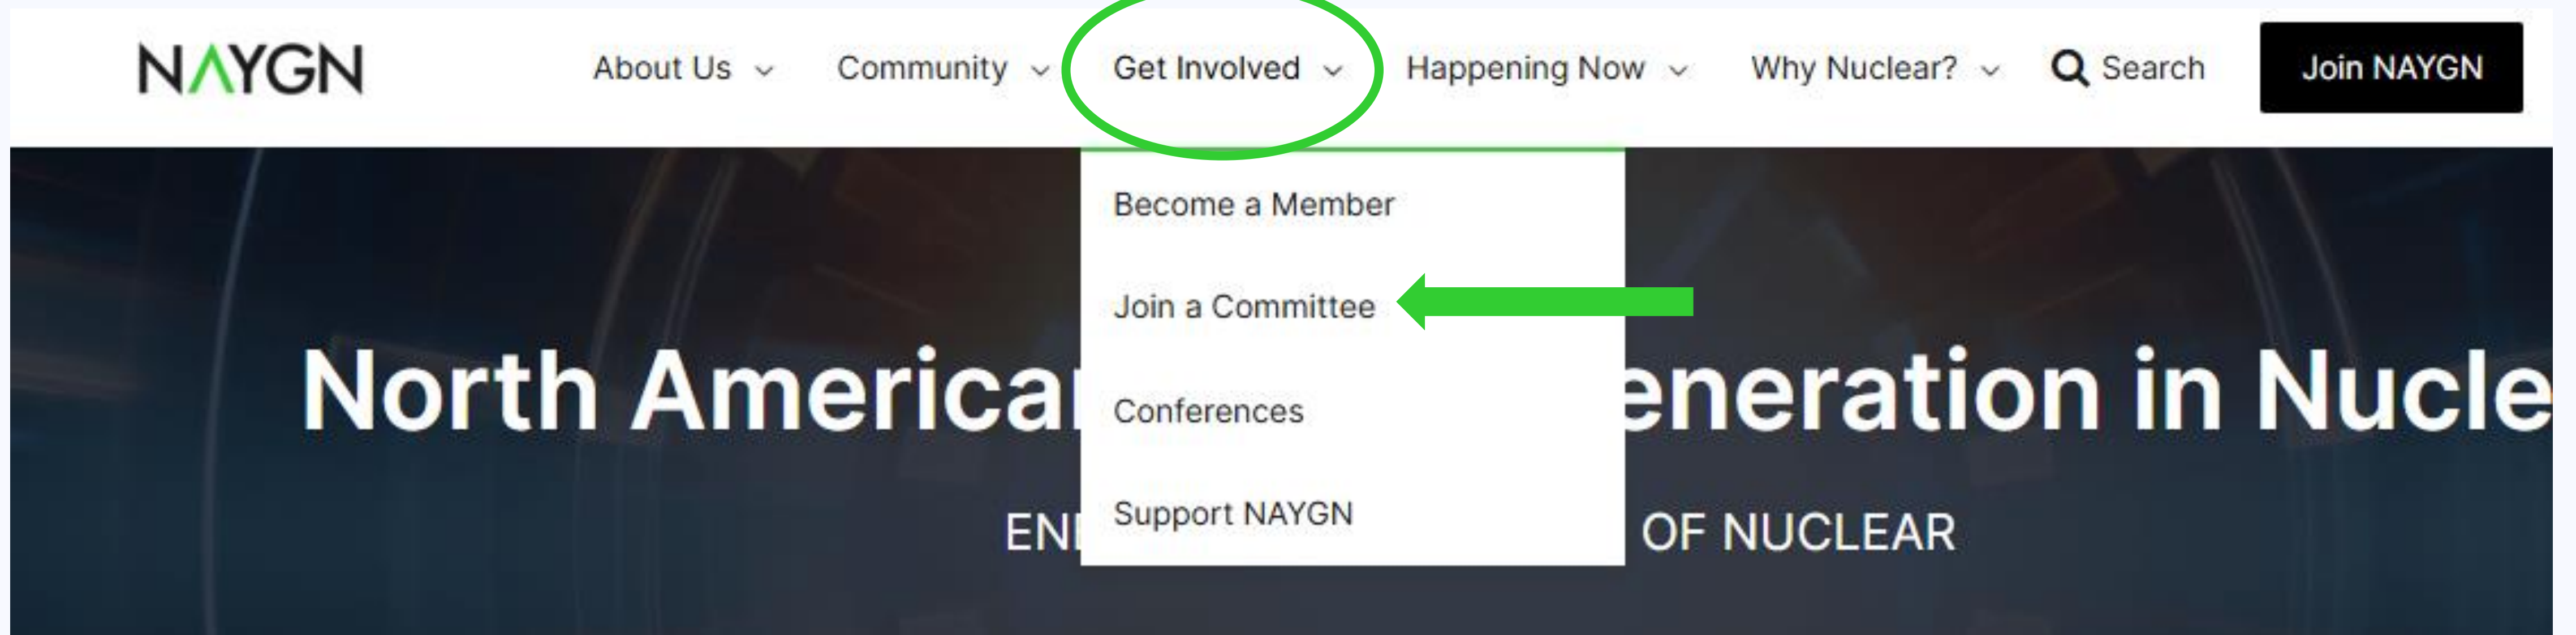 NAYGN About Us Community Get Involved Happening Now Why Nuclear? Search Join NAYGN
Become a Member
Join a Committee
North America eneration in Nucle
Conferences
Support NAYGN
EN OF NUCLEAR